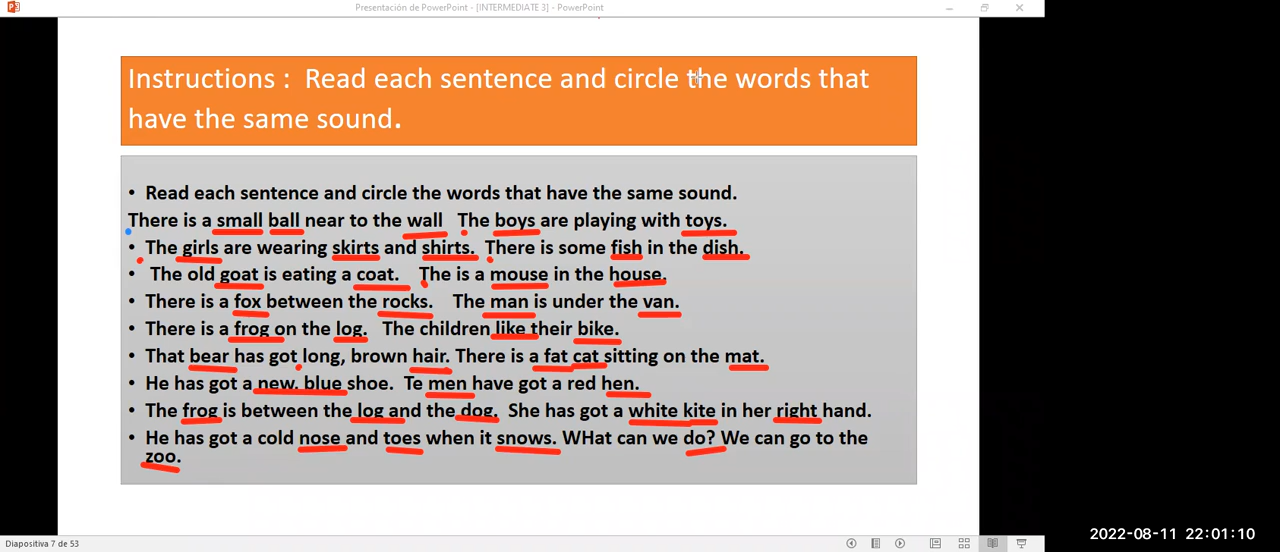 Presentación de PowerPoint - [INTERMEDIATE 3] - PowerPoint
Instructions : Read each sentence and circle the words that
have the same sound.
• Read each sentence and circle the words that have the same sound.
There is a small ball near to the wall The boys are playing with toys.
• The girls are wearing skirts and shirts. There is some fish in the dish.
• The old goat is eating a coat. The is a mouse in the house.
• There is a fox between the rocks. The man is under the van.
• There is a frog on the log. The children like their bike.
• That bear has got long, brown hair. There is a fat cat sitting on the mat.
• He has got a new. blue shoe. Te men have got a red hen.
• The frog is between the log and the dog. She has got a white kite in her right hand.
• He has got a cold nose and toes when it snows. WHat can we do? We can go to the
zoo.
Diapositiva 7 de 53
2022-08-11 22:01:10